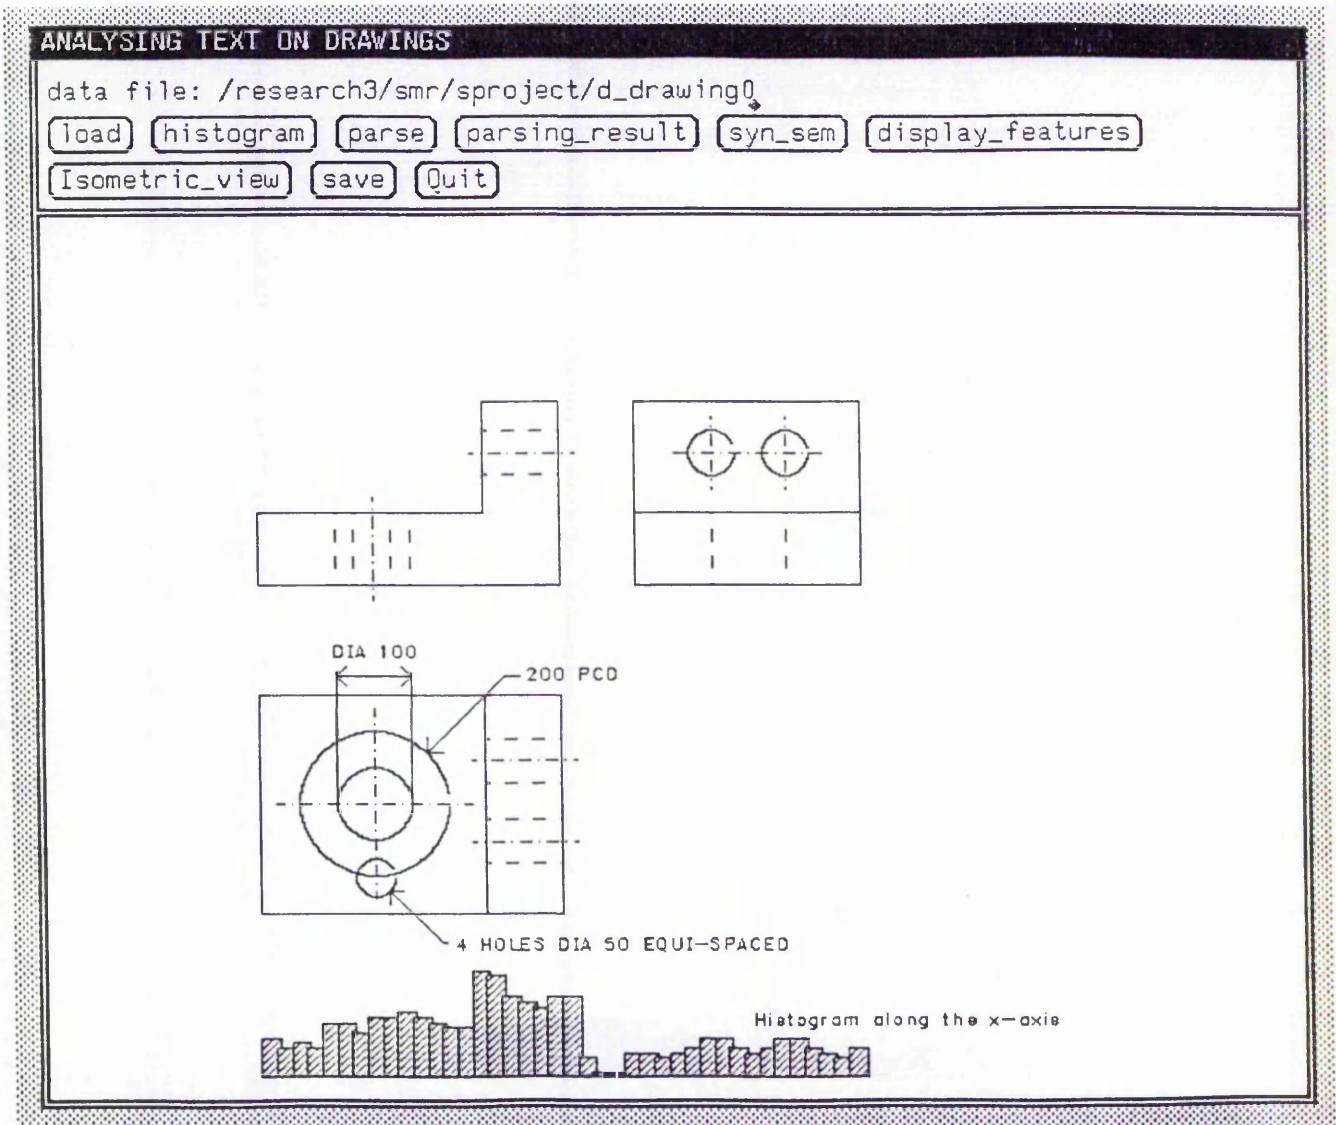 ANALYSING TEXT ON DRAWINGS
data file: /research3/smr/sproject/d_drawing0
load histogram parse parsing_result syn_sem display_features
Isometric_view save Quit
DIA 100
200 PCD
4 HOLES DIA 50 EQUI-SPACED
Histogram along the x-axis